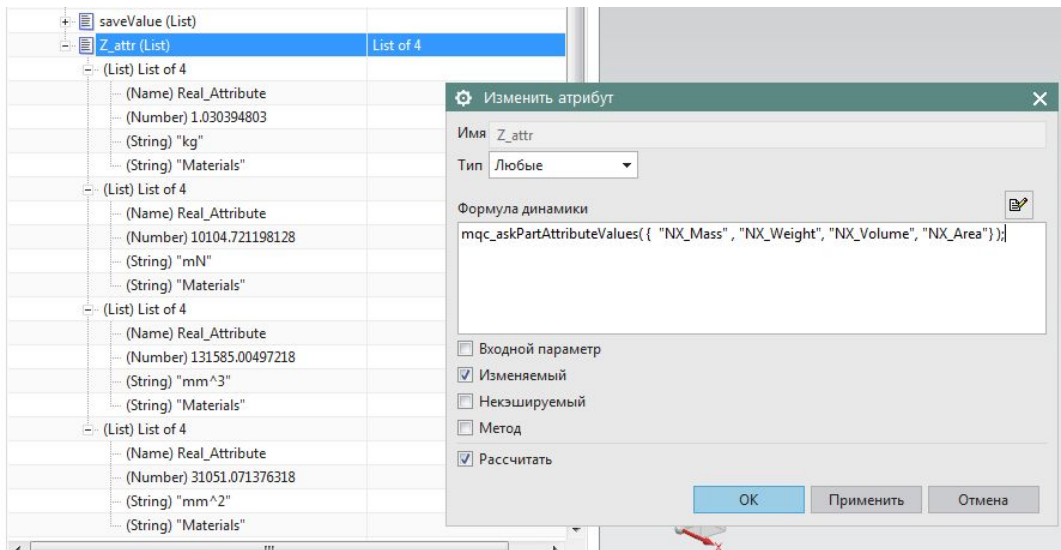 saveValue (List)
Z_attr (List) List of 4
(List) List of 4
(Name) Real_Attribute
(Number) 1.030394803
(String) "kg"
(String) "Materials"
(List) List of 4
(Name) Real_Attribute
(Number) 10104.721198128
(String) "mN"
(String) "Materials"
(List) List of 4
(Name) Real_Attribute
(Number) 131585.00497218
(String) "mm^3"
(String) "Materials"
(List) List of 4
(Name) Real_Attribute
(Number) 31051.071376318
(String) "mm^2"
(String) "Materials"
Изменить атрибут
Имя Z_attr
Тип Любые
Формула динамики
mqc_askPartAttributeValues( { "NX_Mass" , "NX_Weight", "NX_Volume", "NX_Area"} );
Входной параметр
Изменяемый
Некэшируемый
Метод
Рассчитать
ОК Применить Отмена
X